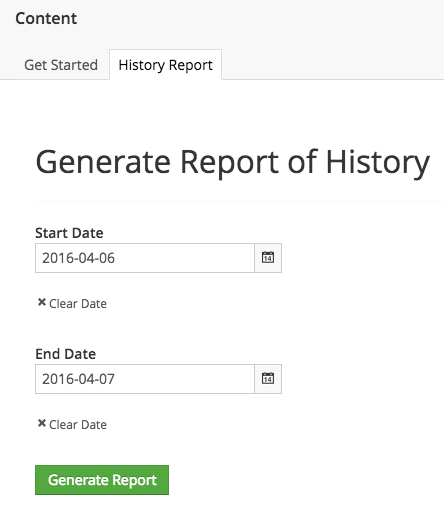 Content
Get Started History Report
Generate Report of History
Start Date
2016-04-06
Clear Date
End Date
2016-04-07
Clear Date
Generate Report